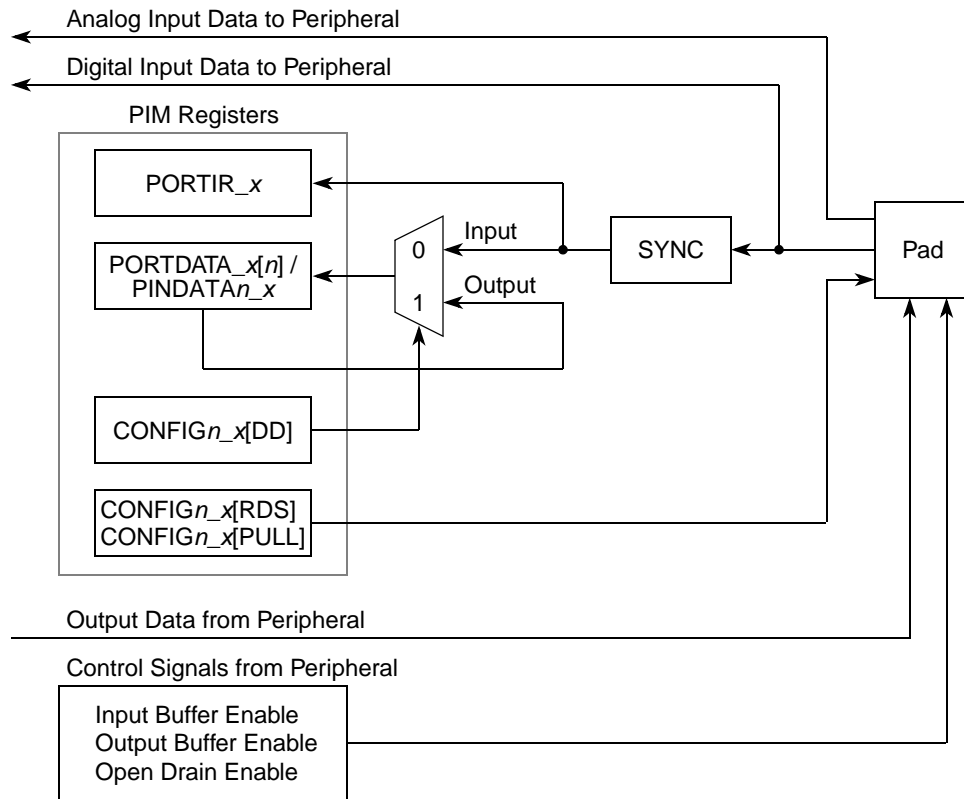 Analog Input Data to Peripheral
Digital Input Data to Peripheral
PIM Registers
PORTIR_x
PORTDATA_x[n] /
PINDATAn_x
0
1
Input
Output
SYNC
Pad
CONFIGn_x[DD]
CONFIGn_x[RDS]
CONFIGn_x[PULL]
Output Data from Peripheral
Control Signals from Peripheral
Input Buffer Enable
Output Buffer Enable
Open Drain Enable